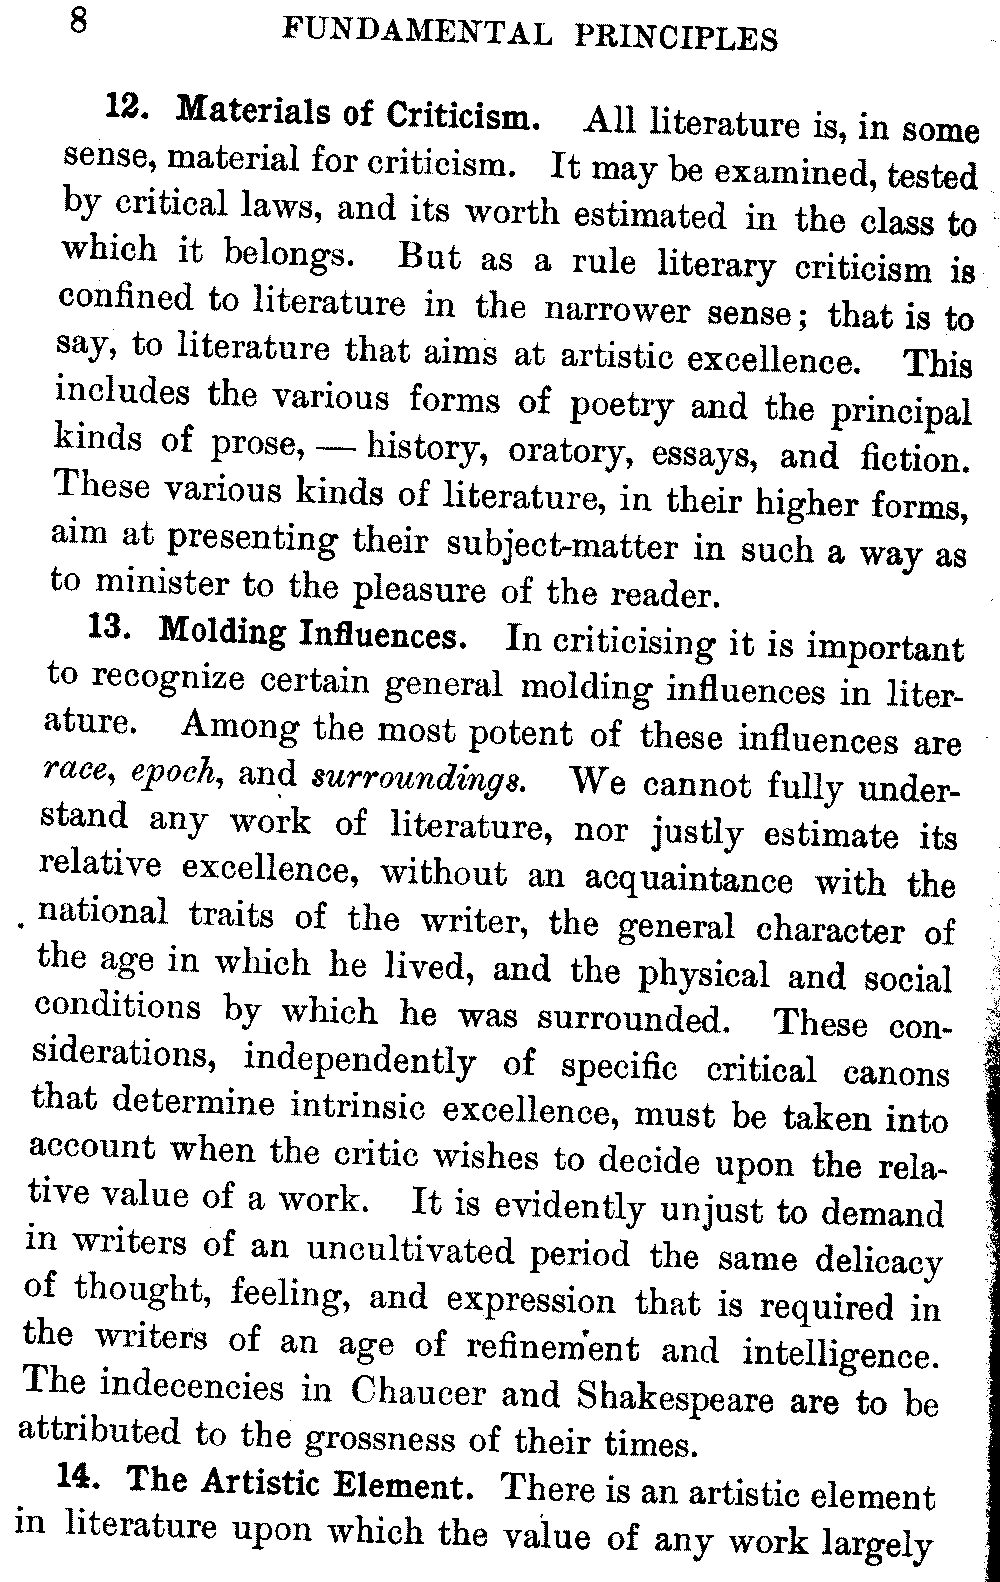 8 FUNDAMENTAL PRINCIPLES
12. Materials of Criticism. All literature is, in some
sense, material for criticism. It may be examined, tested
by critical laws, and its worth estimated in the class to
which it belongs. But as a rule literary criticism is
confined to literature in the narrower sense; that is to
say, to literature that aims at artistic excellence. This
includes the various forms of poetry and the principal
kinds of prose, — history, oratory, essays, and fiction.
These various kinds of literature, in their higher forms,
aim at presenting their subject-matter in such a way as
to minister to the pleasure of the reader.
13. Molding Influences. In criticising it is important
to recognize certain general molding influences in liter-
ature. Among the most potent of these influences are
race, epoch, and surroundings. We cannot fully under-
stand any work of literature, nor justly estimate its
relative excellence, without an acquaintance with the
national traits of the writer, the general character of
the age in which he lived, and the physical and social
conditions by which he was surrounded. These con-
siderations, independently of specific critical canons
that determine intrinsic excellence, must be taken into
account when the critic wishes to decide upon the rela-
tive value of a work. It is evidently unjust to demand
in writers of an uncultivated period the same delicacy
of thought, feeling, and expression that is required in
the writers of an age of refinement and intelligence.
The indecencies in Chaucer and Shakespeare are to be
attributed to the grossness of their times.
14. The Artistic Element. There is an artistic element
in literature upon which the value of any work largely